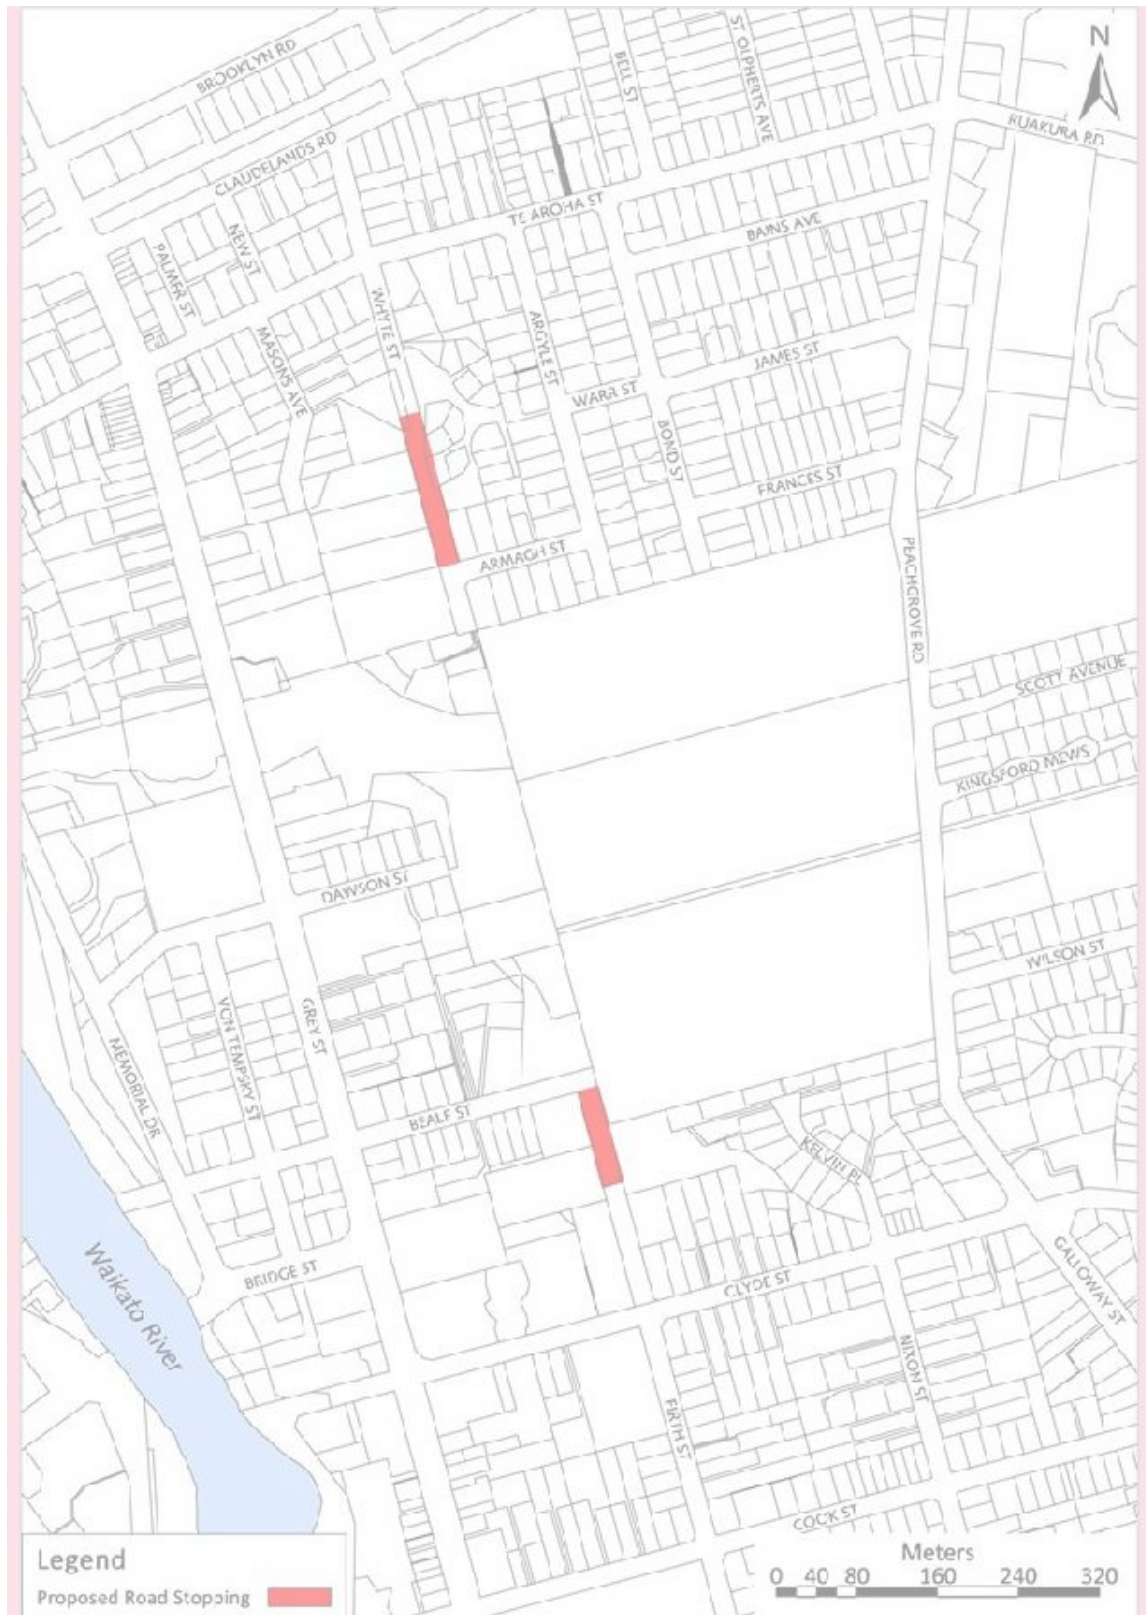 BROOKLYN RD
BELL ST
ST OLPHERTS AVE
N
RUAKURA RD
CLAUDELANDS RD
TE AROHA ST
NEW ST
PALMER ST
BAINS AVE
WHYTE ST
MASONS AVE
ARGYLE ST
JAMES ST
WARR ST
BOND ST
FRANCES ST
ARMAGH ST
PEACHGROVE RD
SCOTT AVENUE
KINGSFORD MEWS
DAWSON ST
WILSON ST
VON TEMPSKY ST
GREY ST
MEMORIAL DR
BEALE ST
KELVIN PL
Waikato River
BRIDGE ST
CLYDE ST
GALLOWAY ST
NIXON ST
FIRTH ST
COOK ST
Legend
Proposed Road Stopping
Meters
0 40 80 160 240 320